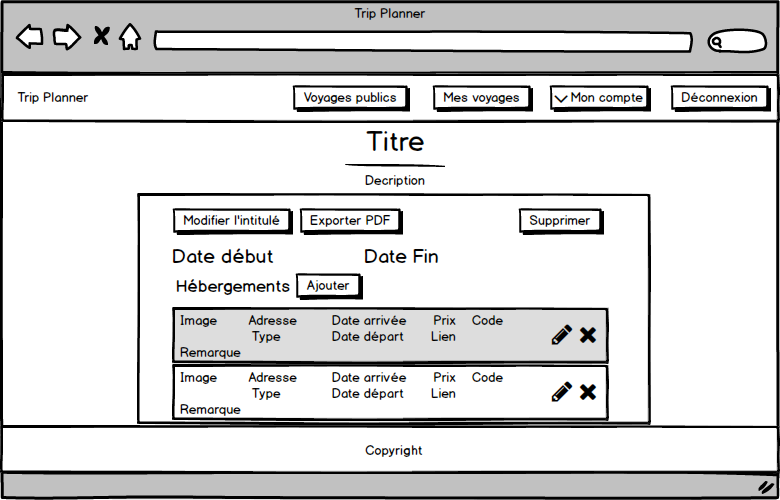 Trip Planner
Trip Planner Voyages publics Mes voyages Mon compte Déconnexion
Titre
Decription
Modifier l'intitulé Exporter PDF Supprimer
Date début Date Fin
Hébergements Ajouter
Image Adresse Date arrivée Prix Code
Type Date départ Lien
Remarque
Image Adresse Date arrivée Prix Code
Type Date départ Lien
Remarque
Copyright